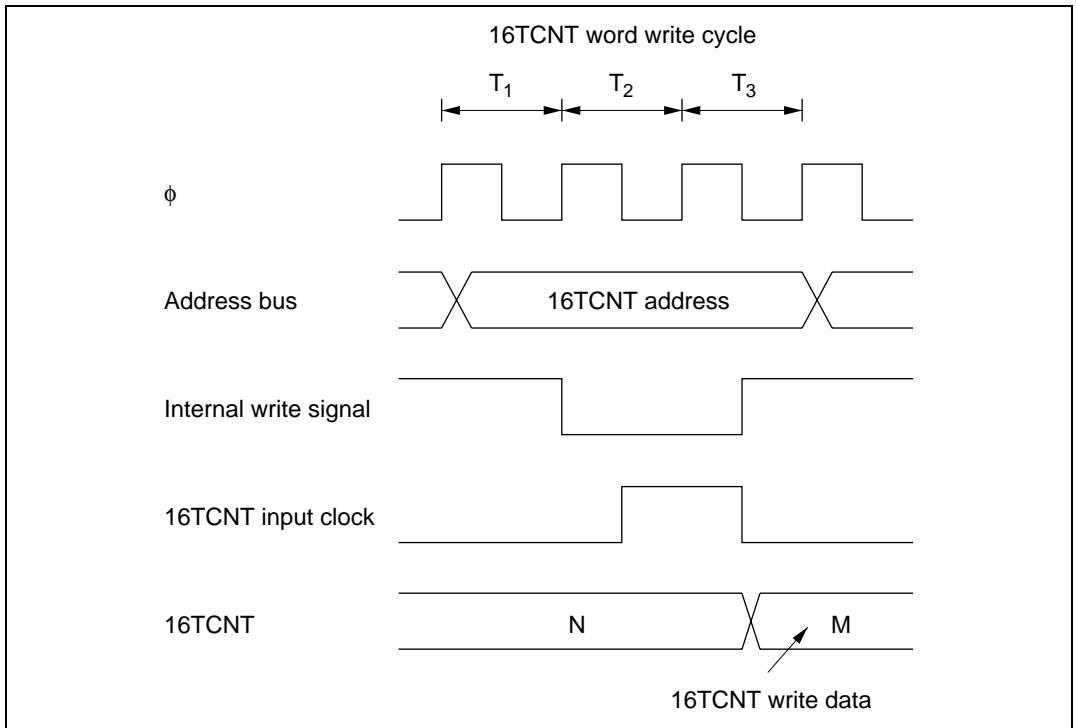 16TCNT word write cycle
T1 T2 T3
φ
Address bus
16TCNT address
Internal write signal
16TCNT input clock
16TCNT
N
M
16TCNT write data